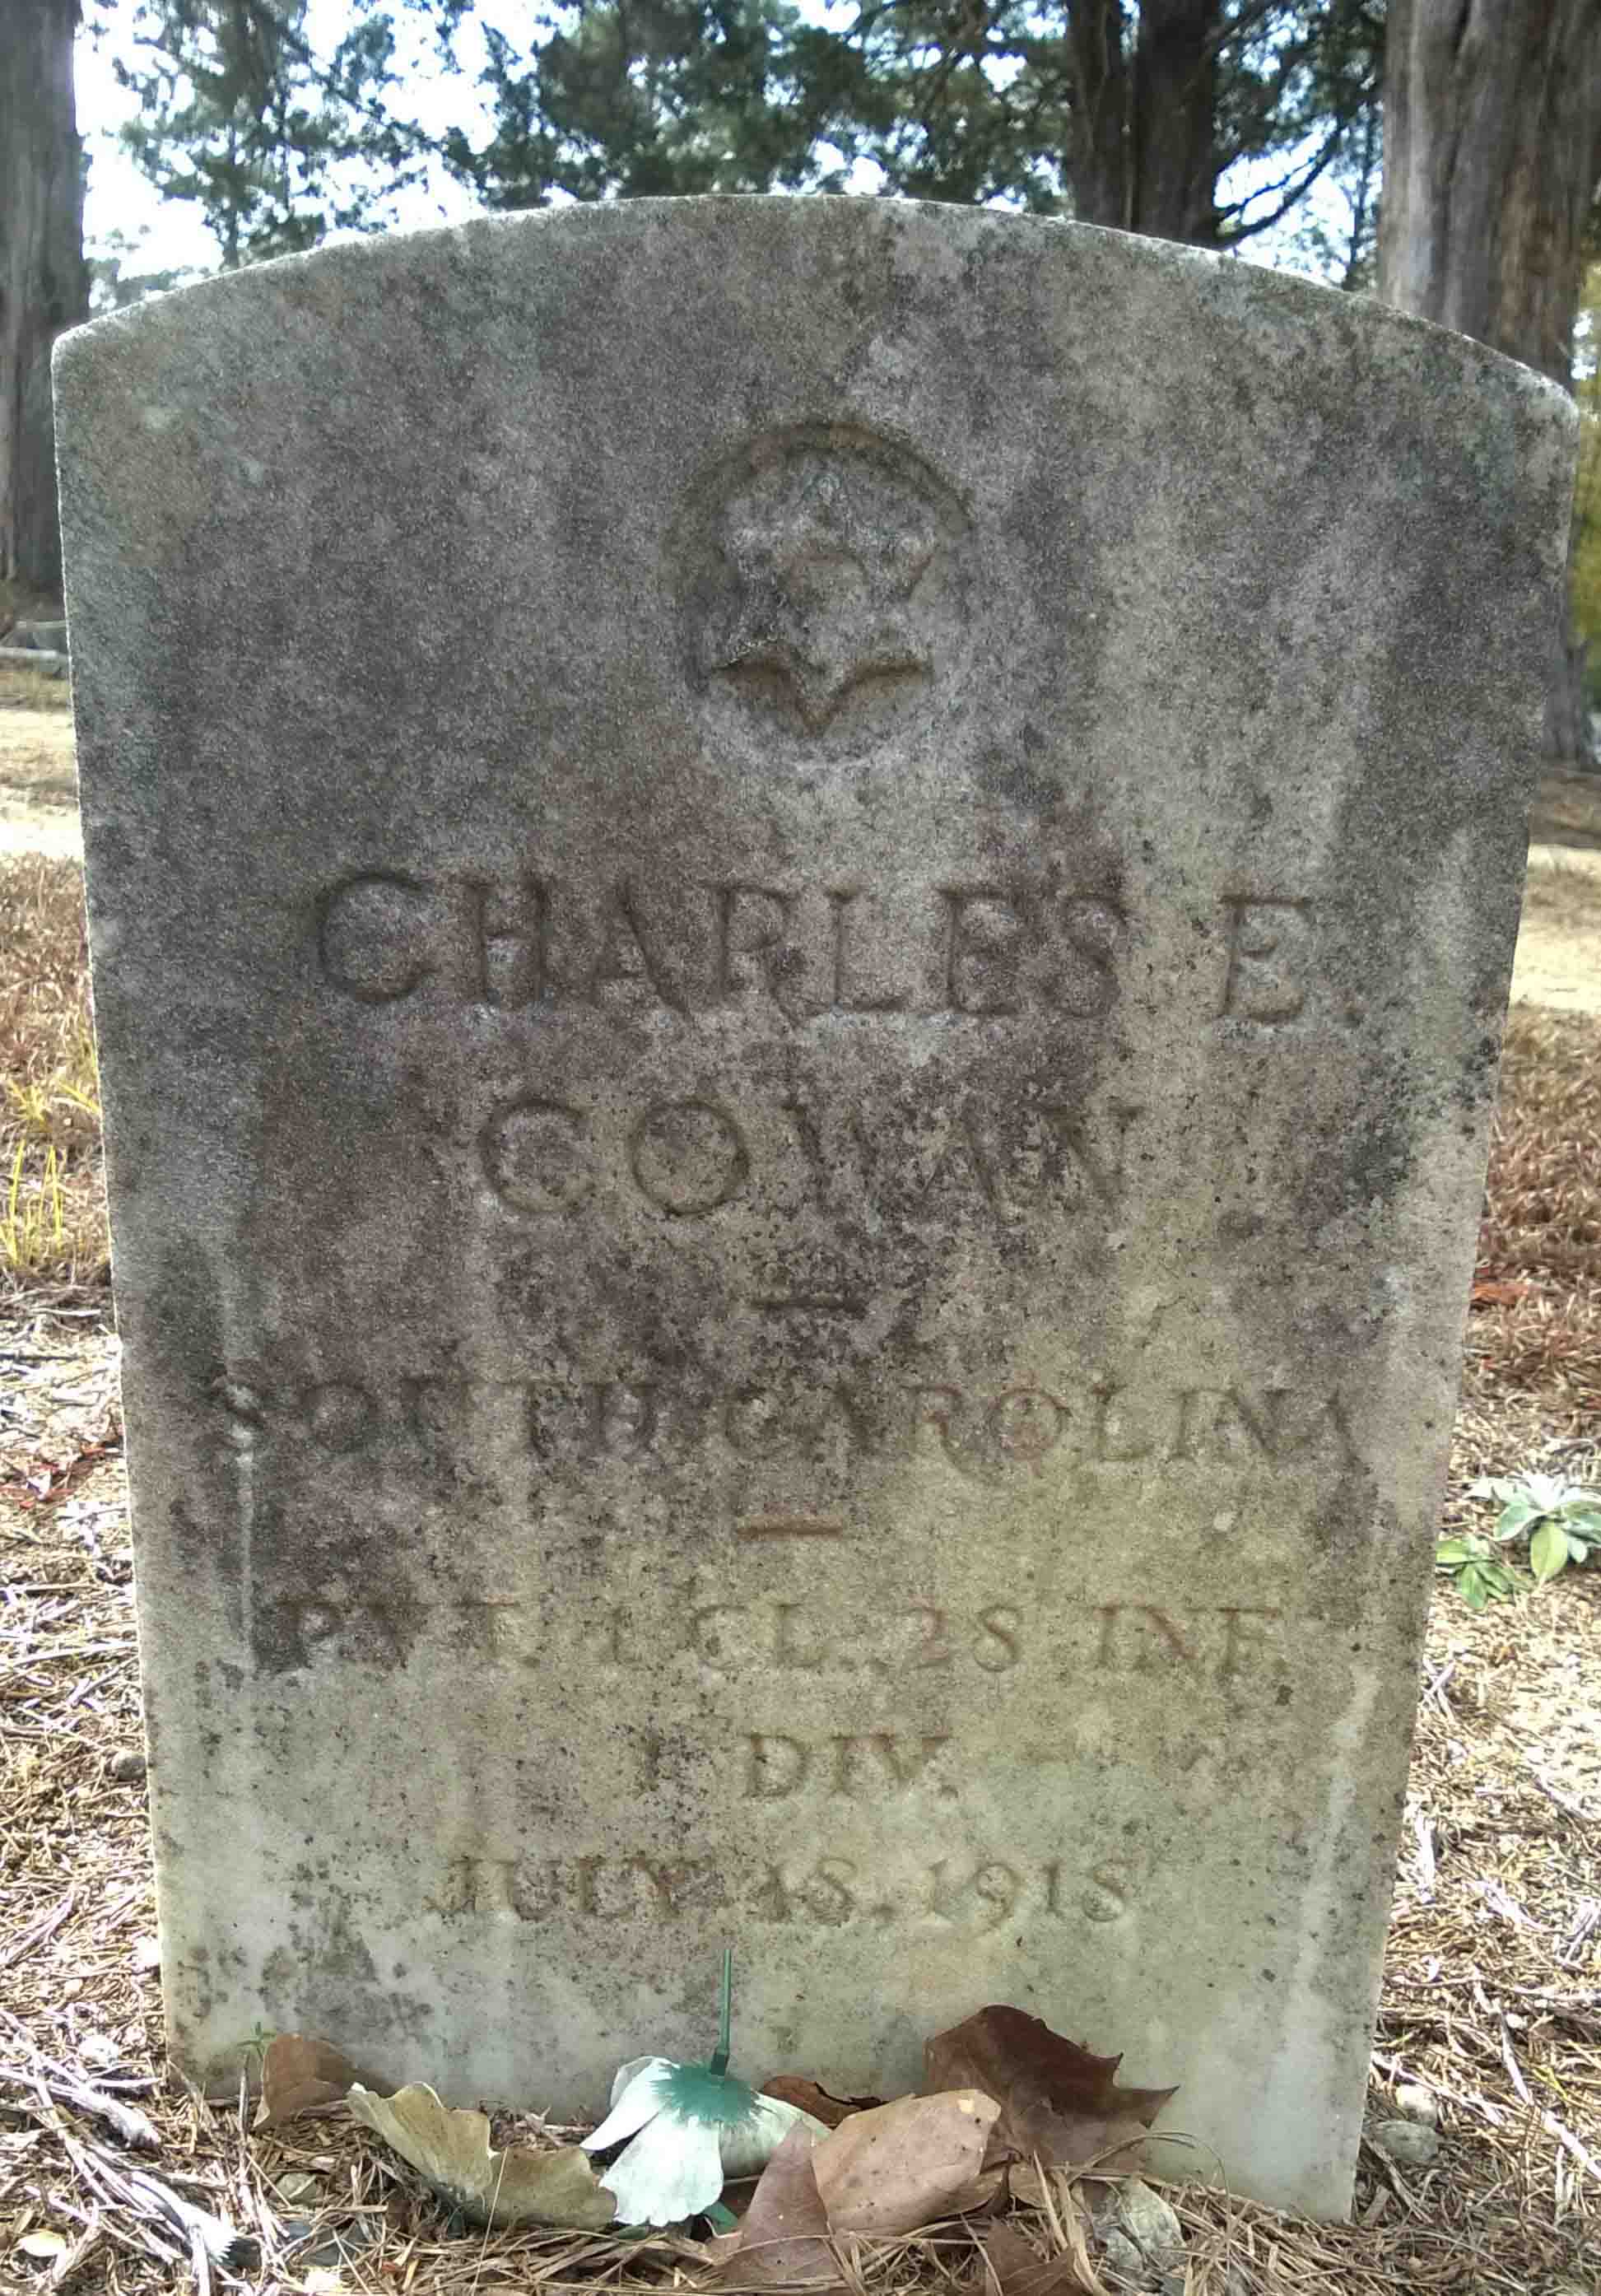 CHARLES E.
COWAN
SOUTH CAROLINA
PVT. 1 CL., 28 INF.
1 DIV.
JULY 18, 1918